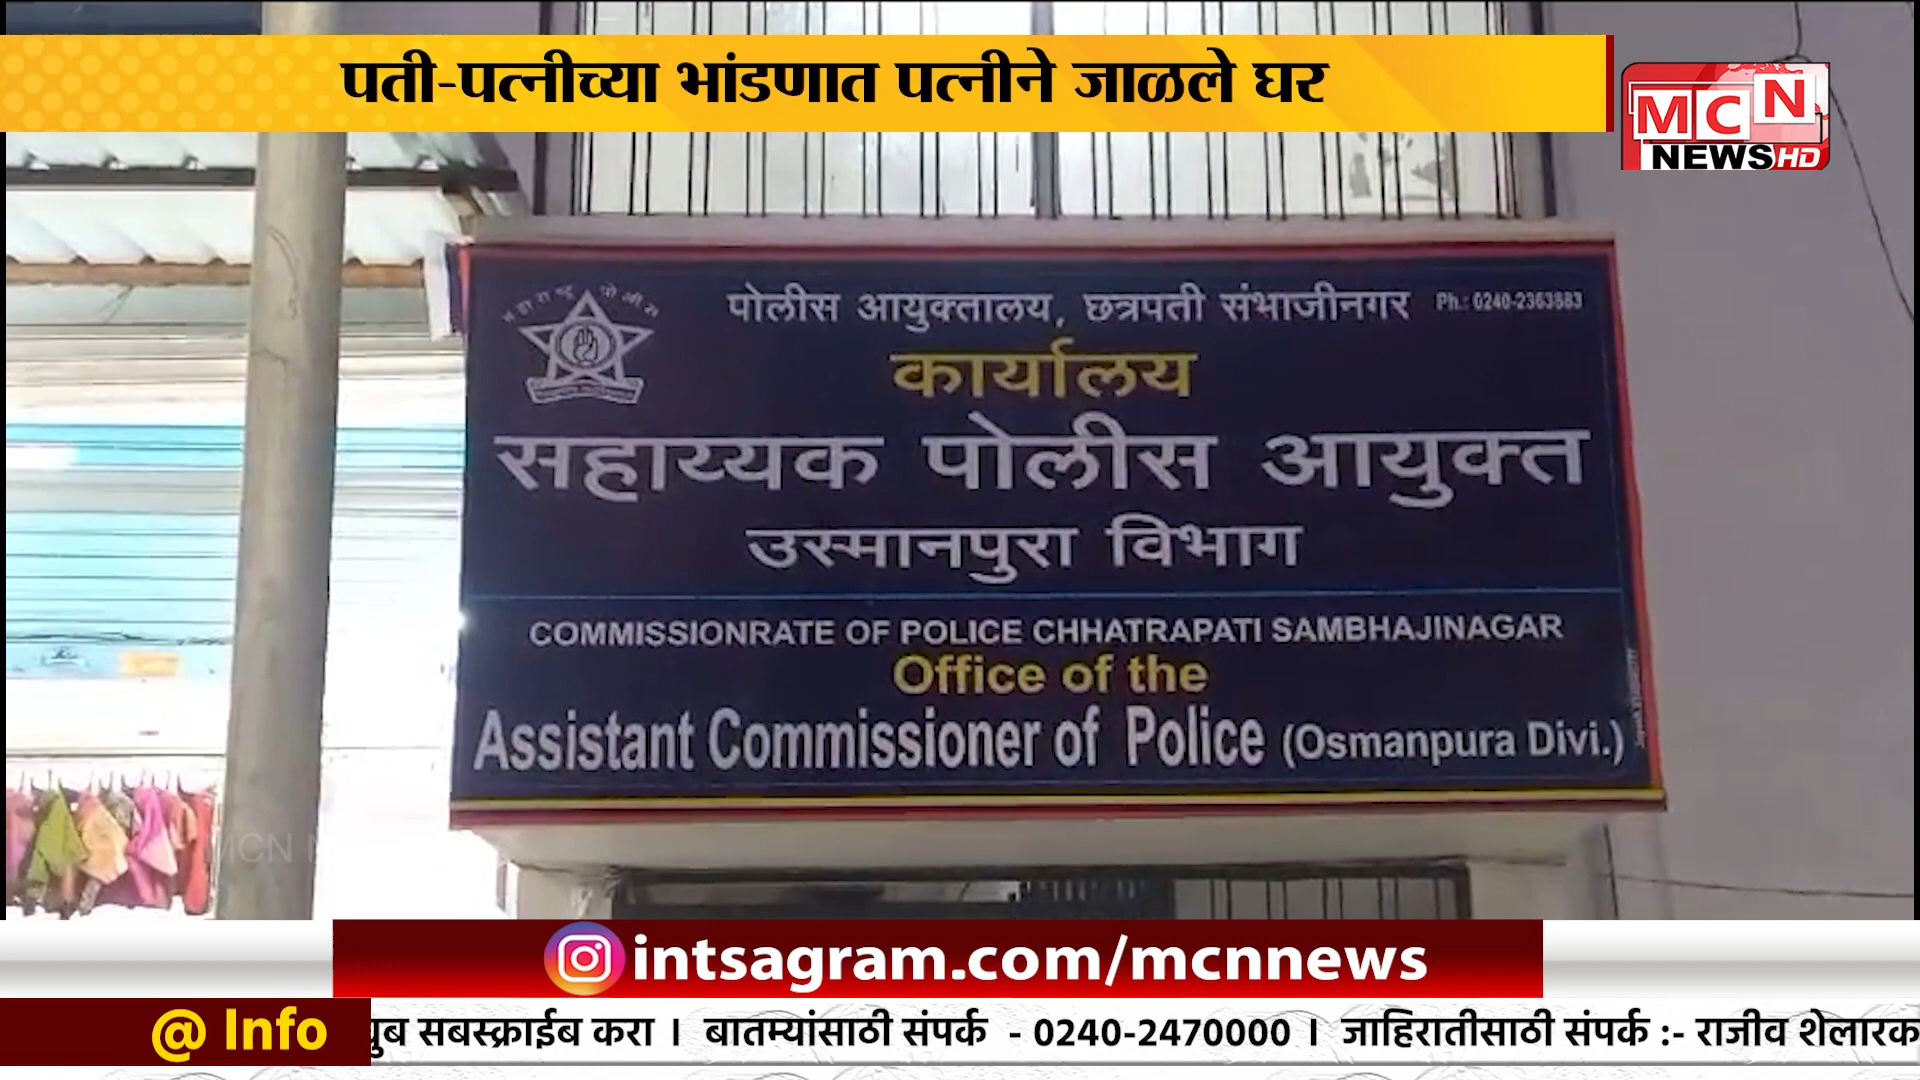 पती-पत्नीच्या भांडणात पत्नीने जाळले घर
MCN
NEWS HD
महाराष्ट्र पोलीस
पोलीस आयुक्तालय, छत्रपती संभाजीनगर Ph.: 0240-2363883
कार्यालय
सहाय्यक पोलीस आयुक्त
उस्मानपुरा विभाग
COMMISSIONRATE OF POLICE CHHATRAPATI SAMBHAJINAGAR
Office of the
Assistant Commissioner of Police (Osmanpura Divi.)
MCN
intsagram.com/mcnnews
@ Info
सबस्क्राईब करा । बातम्यांसाठी संपर्क - 0240-2470000 । जाहिरातीसाठी संपर्क :- राजीव शेलारक